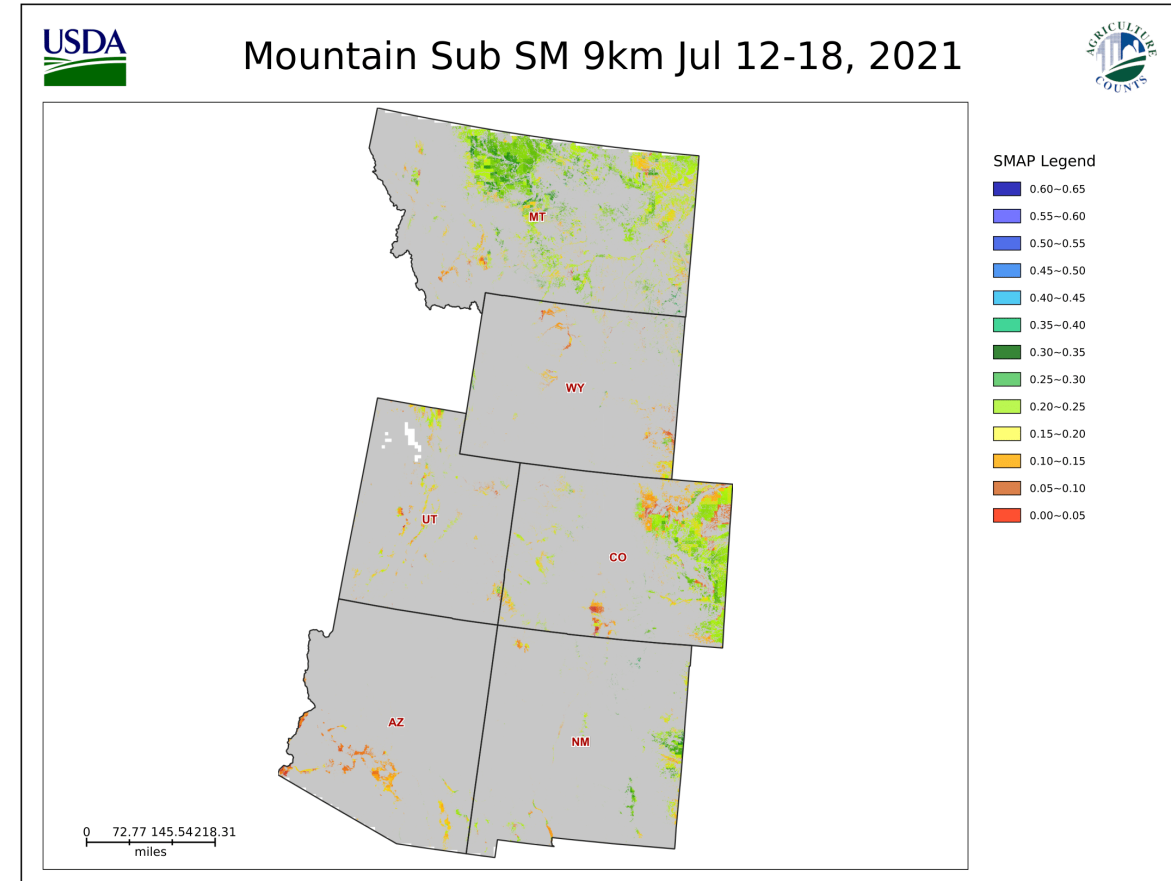 USDA
Mountain Sub SM 9km Jul 12-18, 2021
AGRICULTURE
COUNTS
SMAP Legend
0.60~0.65
0.55~0.60
0.50~0.55
0.45~0.50
0.40~0.45
0.35~0.40
0.30~0.35
0.25~0.30
0.20~0.25
0.15~0.20
0.10~0.15
0.05~0.10
0.00~0.05
MT
WY
UT
CO
AZ
NM
0 72.77 145.54 218.31
miles